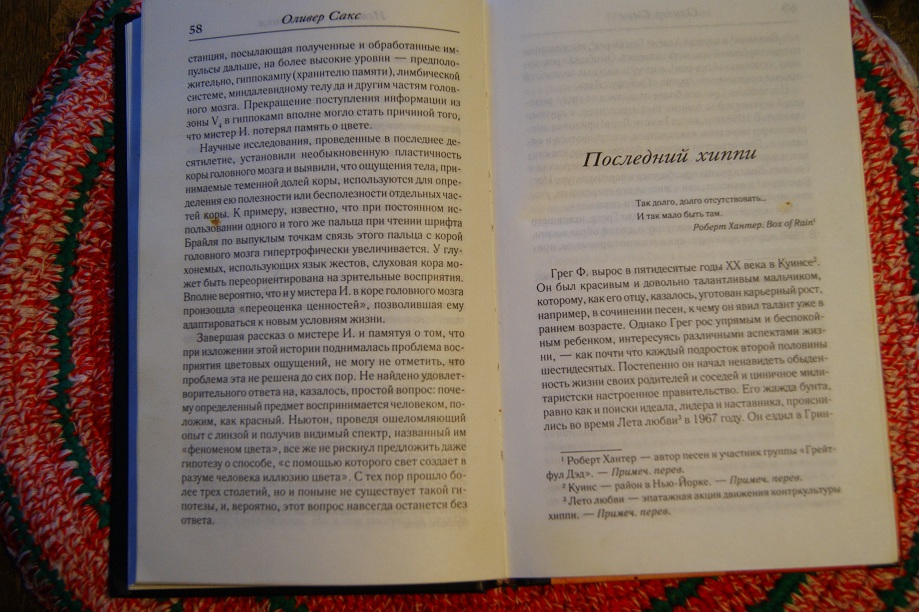 58
Оливер Сакс
станция, посылающая полученные и обработанные им-
пульсы дальше, на более высокие уровни — предполо-
жительно, гиппокампу (хранителю памяти), лимбической
системе, миндалевидному телу да и другим частям голов-
ного мозга. Прекращение поступления информации из
зоны V4 в гиппокамп вполне могло стать причиной того,
что мистер И. потерял память о цвете.
Научные исследования, проведенные в последнее де-
сятилетие, установили необыкновенную пластичность
коры головного мозга и выявили, что ощущения тела, при-
нимаемые теменной долей коры, используются для опре-
деления ею полезности или бесполезности отдельных час-
тей коры. К примеру, известно, что при постоянном ис-
пользовании одного и того же пальца при чтении шрифта
Брайля по выпуклым точкам связь этого пальца с корой
головного мозга гипертрофически увеличивается. У глу-
хонемых, использующих язык жестов, слуховая кора мо-
жет быть переориентирована на зрительные восприятия.
Вполне вероятно, что и у мистера И. в коре головного мозга
произошла «переоценка ценностей», позволившая ему
адаптироваться к новым условиям жизни.
Завершая рассказ о мистере И. и памятуя о том, что
при изложении этой истории поднималась проблема вос-
приятия цветовых ощущений, не могу не отметить, что
проблема эта не решена до сих пор. Не найдено удовлет-
ворительного ответа на, казалось, простой вопрос: поче-
му определенный предмет воспринимается человеком, по-
ложим, как красный. Ньютон, проведя ошеломляющий
опыт с линзой и получив видимый спектр, названный им
«феноменом цвета», все же не рискнул предложить даже
гипотезу о способе, «с помощью которого свет создает в
разуме человека иллюзию цвета». С тех пор прошло бо-
лее трех столетий, но и поныне не существует такой ги-
потезы, и, вероятно, этот вопрос навсегда останется без
ответа.
Последний хиппи
Так долго, долго отсутствовать..
И так мало быть там.
Роберт Хантер. Box of Rain¹
Грег Ф. вырос в пятидесятые годы XX века в Куинсе².
Он был красивым и довольно талантливым мальчиком,
которому, как его отцу, казалось, уготован карьерный рост,
например, в сочинении песен, к чему он явил талант уже в
раннем возрасте. Однако Грег рос упрямым и беспокой-
ным ребенком, интересуясь различными аспектами жиз-
ни, — как почти что каждый подросток второй половины
шестидесятых. Постепенно он начал ненавидеть обыден-
ность жизни своих родителей и соседей и циничное мили-
таристски настроенное правительство. Его жажда бунта,
равно как и поиски идеала, лидера и наставника, проясни-
лись во время Лета любви³ в 1967 году. Он ездил в Грин-
¹ Роберт Хантер — автор песен и участник группы «Грейт-
фул Дэд». — Примеч. перев.
² Куинс — район в Нью-Йорке. — Примеч. перев.
³ Лето любви — эпатажная акция движения контркультуры
хиппи. — Примеч. перев.